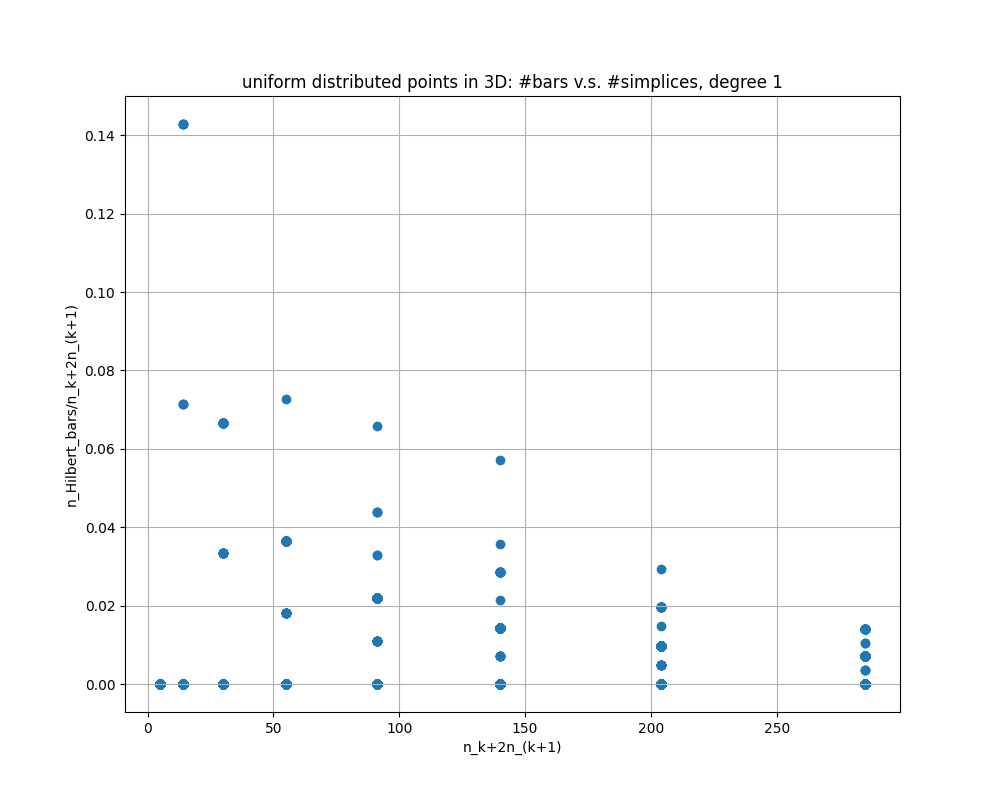 uniform distributed points in 3D: #bars v.s. #simplices, degree 1
0.14
0.12
0.10
0.08
0.06
0.04
0.02
0.00
n_Hilbert_bars/n_k+2n_(k+1)
0 50 100 150 200 250
n_k+2n_(k+1)